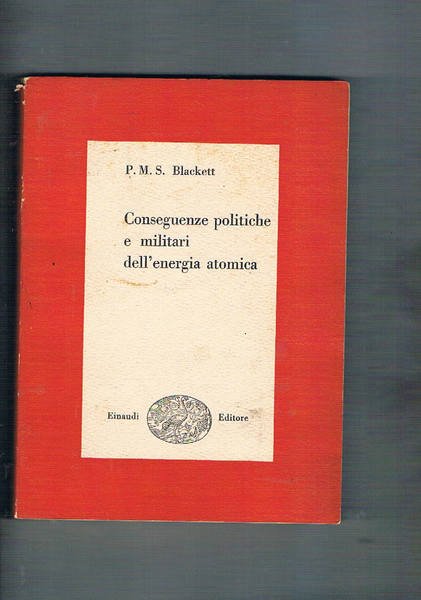 P. M. S. Blackett
Conseguenze politiche
e militari
dell'energia atomica
Einaudi Editore